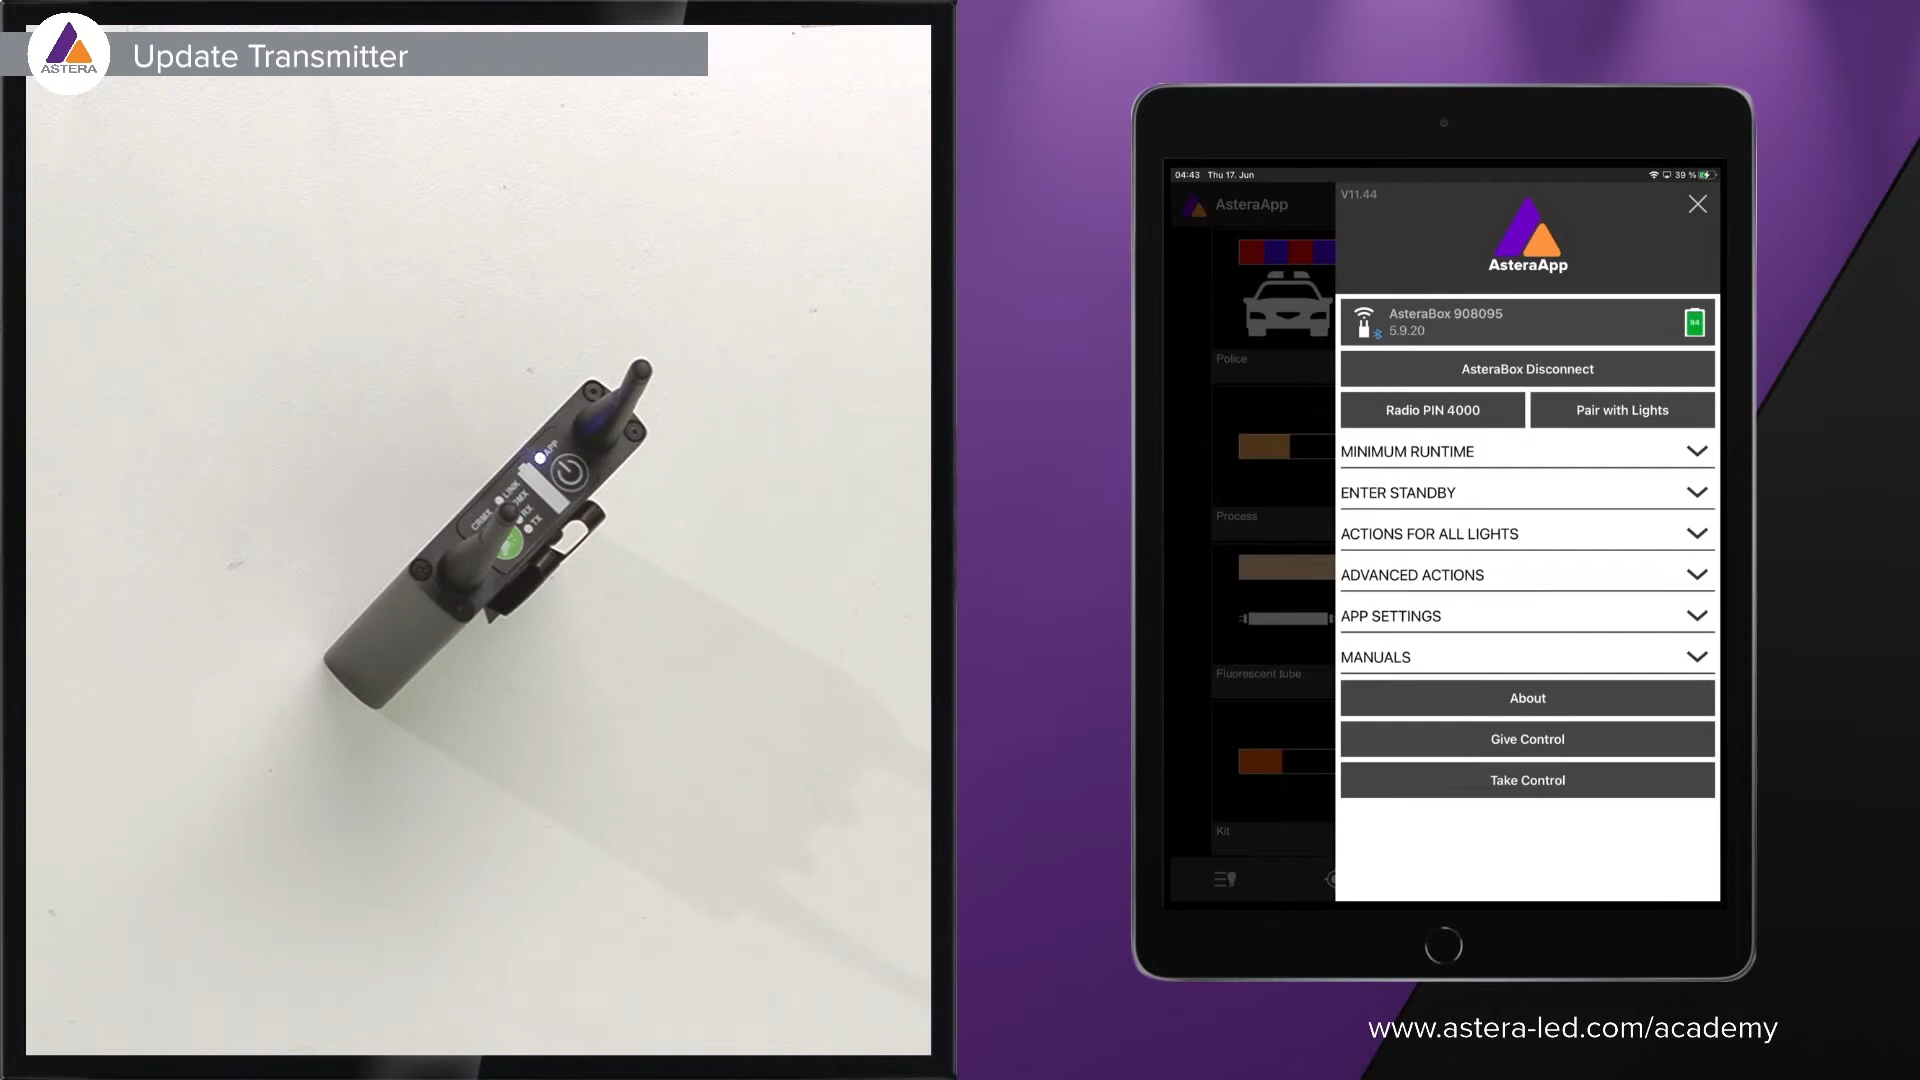 ASTERA
Update Transmitter
APP
LINK
CRMX
DMX
RX
TX
04:43 Thu 17. Jun
39 %
AsteraApp
Police
Process
Fluorescent tube
Kit
V11.44
AsteraApp
AsteraBox 908095
5.9.20
94
AsteraBox Disconnect
Radio PIN 4000
Pair with Lights
MINIMUM RUNTIME
ENTER STANDBY
ACTIONS FOR ALL LIGHTS
ADVANCED ACTIONS
APP SETTINGS
MANUALS
About
Give Control
Take Control
www.astera-led.com/academy